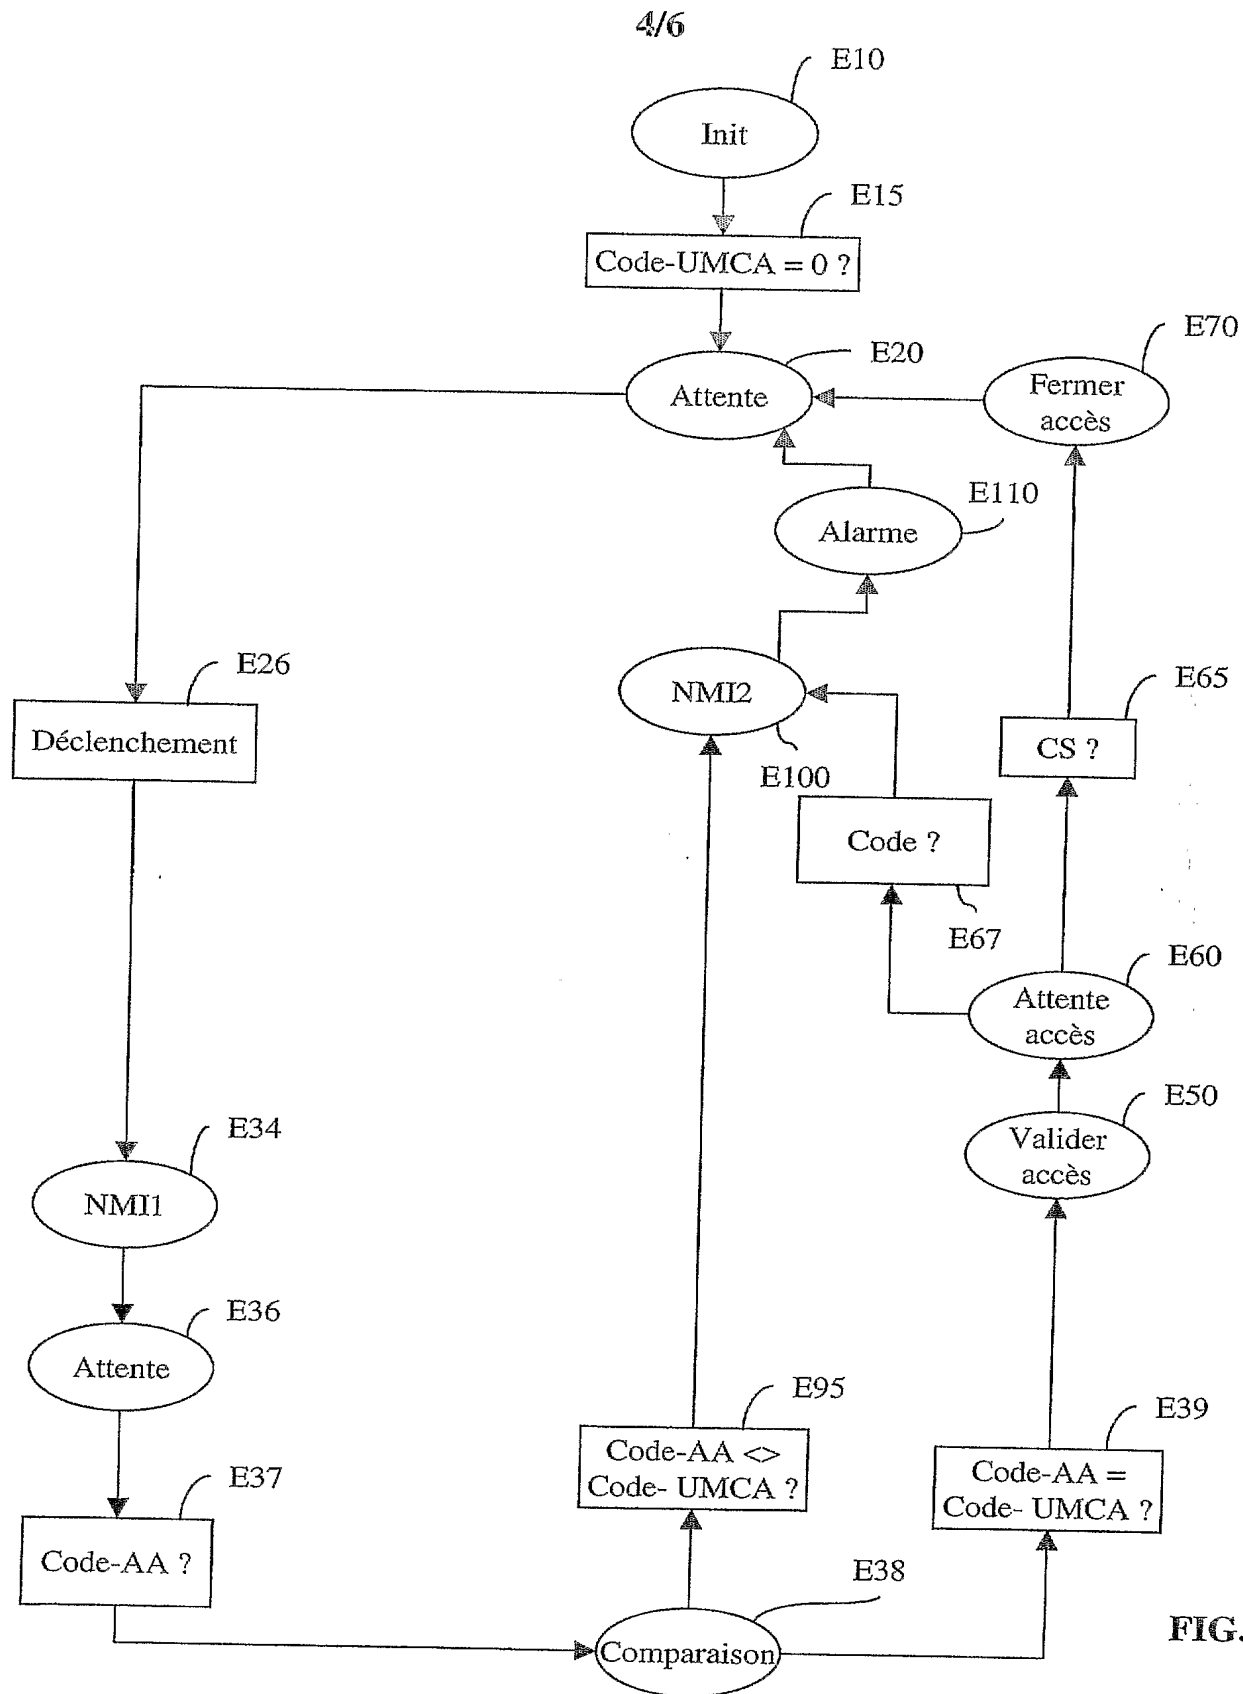 4/6
E10
Init
E15
Code-UMCA = 0 ?
E20
Attente
E70
Fermer
accès
E110
Alarme
E26
Déclenchement
NMI2
E100
E65
CS ?
Code ?
E67
E60
Attente
accès
E50
Valider
accès
E34
NMI1
E36
Attente
E37
Code-AA ?
E95
Code-AA <>
Code- UMCA ?
E39
Code-AA =
Code- UMCA ?
E38
Comparaison
FIG.